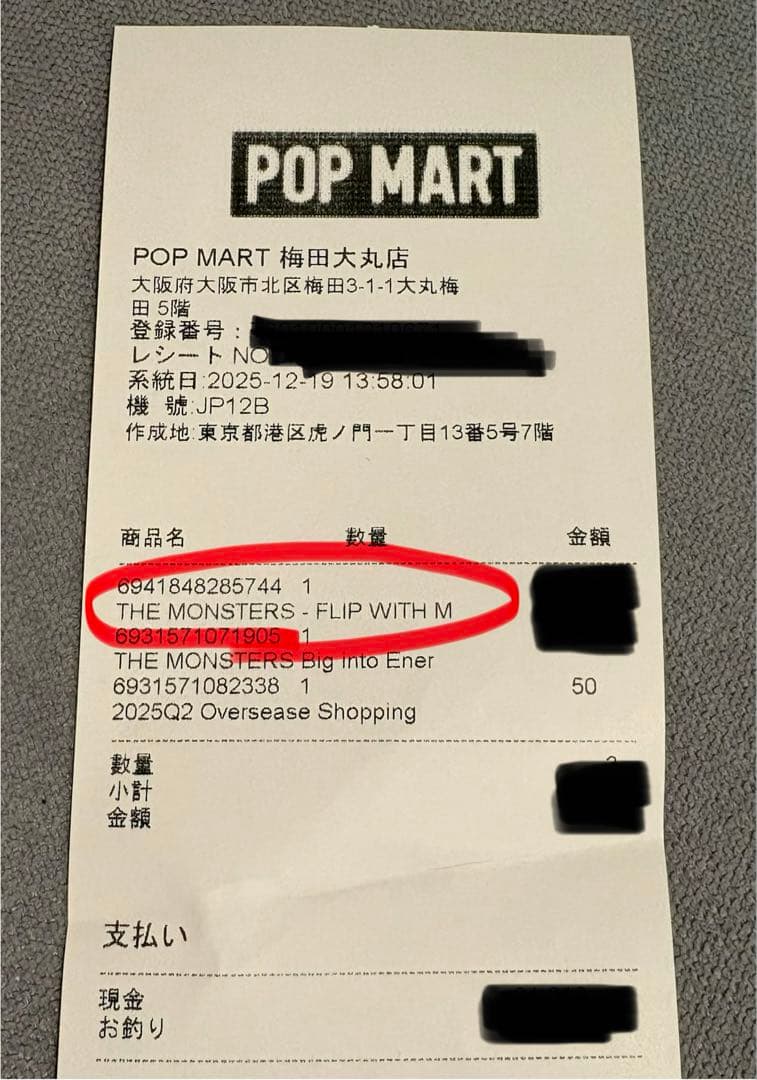 POP MART
POP MART 梅田大丸店
大阪府大阪市北区梅田3-1-1大丸梅
田 5階
登録番号:
レシート NO
系統日:2025-12-19 13:58:01
機 號:JP12B
作成地:東京都港区虎ノ門一丁目13番5号7階
商品名 數量 金額
6941848285744 1
THE MONSTERS - FLIP WITH M
6931571071905 1
THE MONSTERS Big into Ener
6931571082338 1 50
2025Q2 Oversease Shopping
數量
小計
金額
支払い
現金
お釣り